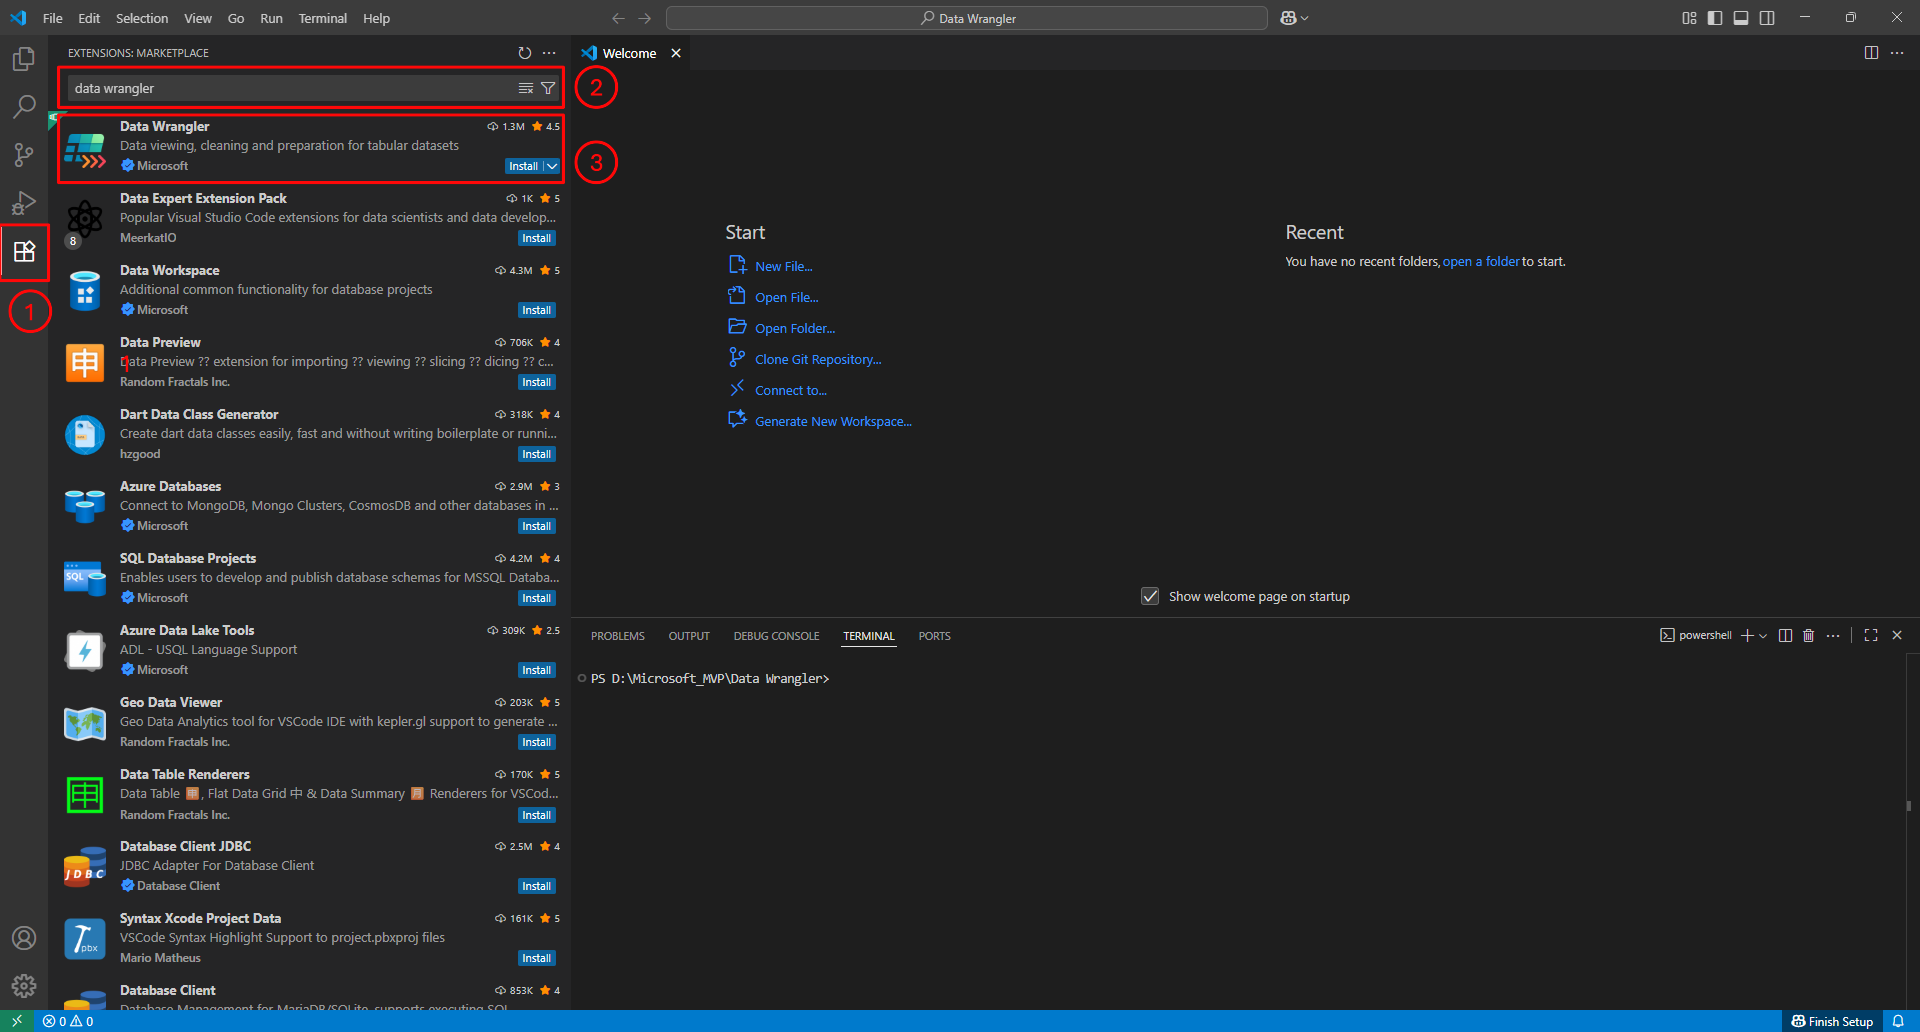 File Edit Selection View Go Run Terminal Help
Data Wrangler
EXTENSIONS: MARKETPLACE
data wrangler
2
Data Wrangler 1.3M 4.5
Data viewing, cleaning and preparation for tabular datasets
Microsoft Install
3
Data Expert Extension Pack 1K 5
Popular Visual Studio Code extensions for data scientists and data develop...
8
MeerkatIO Install
1
Data Workspace 4.3M 5
Additional common functionality for database projects
Microsoft Install
Data Preview 706K 4
Data Preview ?? extension for importing ?? viewing ?? slicing ?? dicing ?? c...
Random Fractals Inc. Install
Dart Data Class Generator 318K 4
Create dart data classes easily, fast and without writing boilerplate or runni...
hzgood Install
Azure Databases 2.9M 3
Connect to MongoDB, Mongo Clusters, CosmosDB and other databases in ...
Microsoft Install
SQL
SQL Database Projects 4.2M 4
Enables users to develop and publish database schemas for MSSQL Databa...
Microsoft Install
Azure Data Lake Tools 309K 2.5
ADL - USQL Language Support
Microsoft Install
Geo Data Viewer 203K 5
Geo Data Analytics tool for VSCode IDE with kepler.gl support to generate ...
Random Fractals Inc. Install
Data Table Renderers 170K 5
Data Table 🈸, Flat Data Grid 中 & Data Summary 🈷 Renderers for VSCod...
Random Fractals Inc. Install
JDBC
Database Client JDBC 2.5M 4
JDBC Adapter For Database Client
Database Client Install
pbx
Syntax Xcode Project Data 161K 5
VSCode Syntax Highlight Support to project.pbxproj files
Mario Matheus Install
Database Client 853K 4
Database Management for MariaDB/SQLite, supports executing SQL
Welcome
Start
New File...
Open File...
Open Folder...
Clone Git Repository...
Connect to...
Generate New Workspace...
Recent
You have no recent folders, open a folder to start.
Show welcome page on startup
PROBLEMS OUTPUT DEBUG CONSOLE TERMINAL PORTS
powershell
PS D:\Microsoft_MVP\Data Wrangler>
0 0
Finish Setup